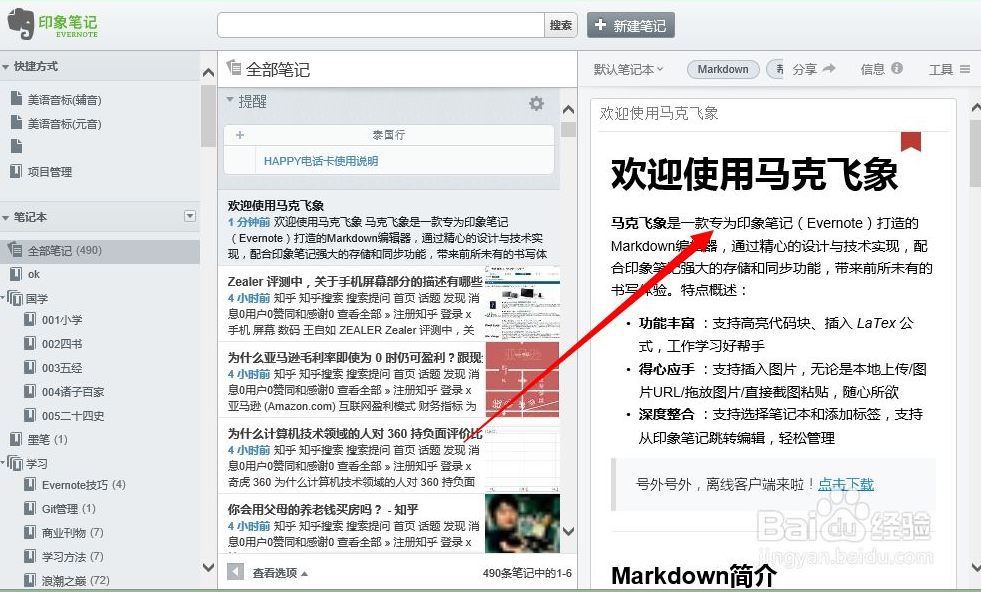 印象笔记
EVERNOTE
搜索
+ 新建笔记
快捷方式
美语音标(辅音)
美语音标(元音)
项目管理
笔记本
全部笔记 (490)
ok
国学
001小学
002四书
003五经
004诸子百家
005二十四史
墨笔 (1)
学习
Evernote技巧 (4)
Git管理 (1)
商业刊物 (7)
学习方法 (7)
浪潮之巅 (72)
全部笔记
提醒
+ 泰国行
HAPPY电话卡使用说明
欢迎使用马克飞象
1 分钟前 欢迎使用马克飞象 马克飞象是一款专为印象笔记
（Evernote）打造的Markdown编辑器，通过精心的设计与技术实
现，配合印象笔记强大的存储和同步功能，带来前所未有的书写体
Zealer 评测中，关于手机屏幕部分的描述有哪些
4 小时前 知乎 知乎搜索 搜索提问 首页 话题 发现 消
息0用户0赞同和感谢0 查看全部 » 注册知乎 登录 x
手机 屏幕 数码 王自如 ZEALER Zealer 评测中，关
为什么亚马逊毛利率即使为 0 时仍可盈利？跟现
4 小时前 知乎 知乎搜索 搜索提问 首页 话题 发现 消
息0用户0赞同和感谢0 查看全部 » 注册知乎 登录 x
亚马逊 (Amazon.com) 互联网盈利模式 财务指标 为
为什么计算机技术领域的人对 360 持负面评价比
4 小时前 知乎 知乎搜索 搜索提问 首页 话题 发现 消
息0用户0赞同和感谢0 查看全部 » 注册知乎 登录 x
奇虎 360 为什么计算机技术领域的人对 360 持负面
你会用父母的养老钱买房吗？ - 知乎
4 小时前 知乎 知乎搜索 搜索提问 首页 话题 发现 消
息0用户0赞同和感谢0 查看全部 » 注册知乎 登录 x
查看选项
490条笔记中的1-6
默认笔记本
Markdown
分享
信息
工具
欢迎使用马克飞象
欢迎使用马克飞象
马克飞象是一款专为印象笔记（Evernote）打造的
Markdown编辑器，通过精心的设计与技术实现，配
合印象笔记强大的存储和同步功能，带来前所未有的
书写体验。特点概述：
• 功能丰富 ：支持高亮代码块、插入 LaTex 公
式，工作学习好帮手
• 得心应手 ：支持插入图片，无论是本地上传/图
片URL/拖放图片/直接截图粘贴，随心所欲
• 深度整合 ：支持选择笔记本和添加标签，支持
从印象笔记跳转编辑，轻松管理
号外号外，离线客户端来啦！点击下载
Markdown简介
Baidu 经验
jingyan.baidu.com